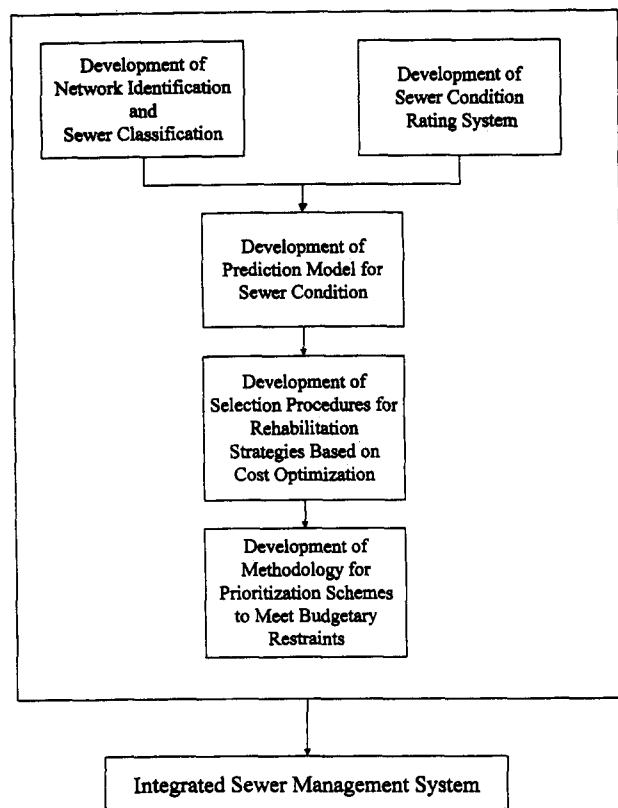 Development of
Network Identification
and
Sewer Classification
Development of
Sewer Condition
Rating System
Development of
Prediction Model for
Sewer Condition
Development of
Selection Procedures for
Rehabilitation
Strategies Based on
Cost Optimization
Development of
Methodology for
Prioritization Schemes
to Meet Budgetary
Restraints
Integrated Sewer Management System